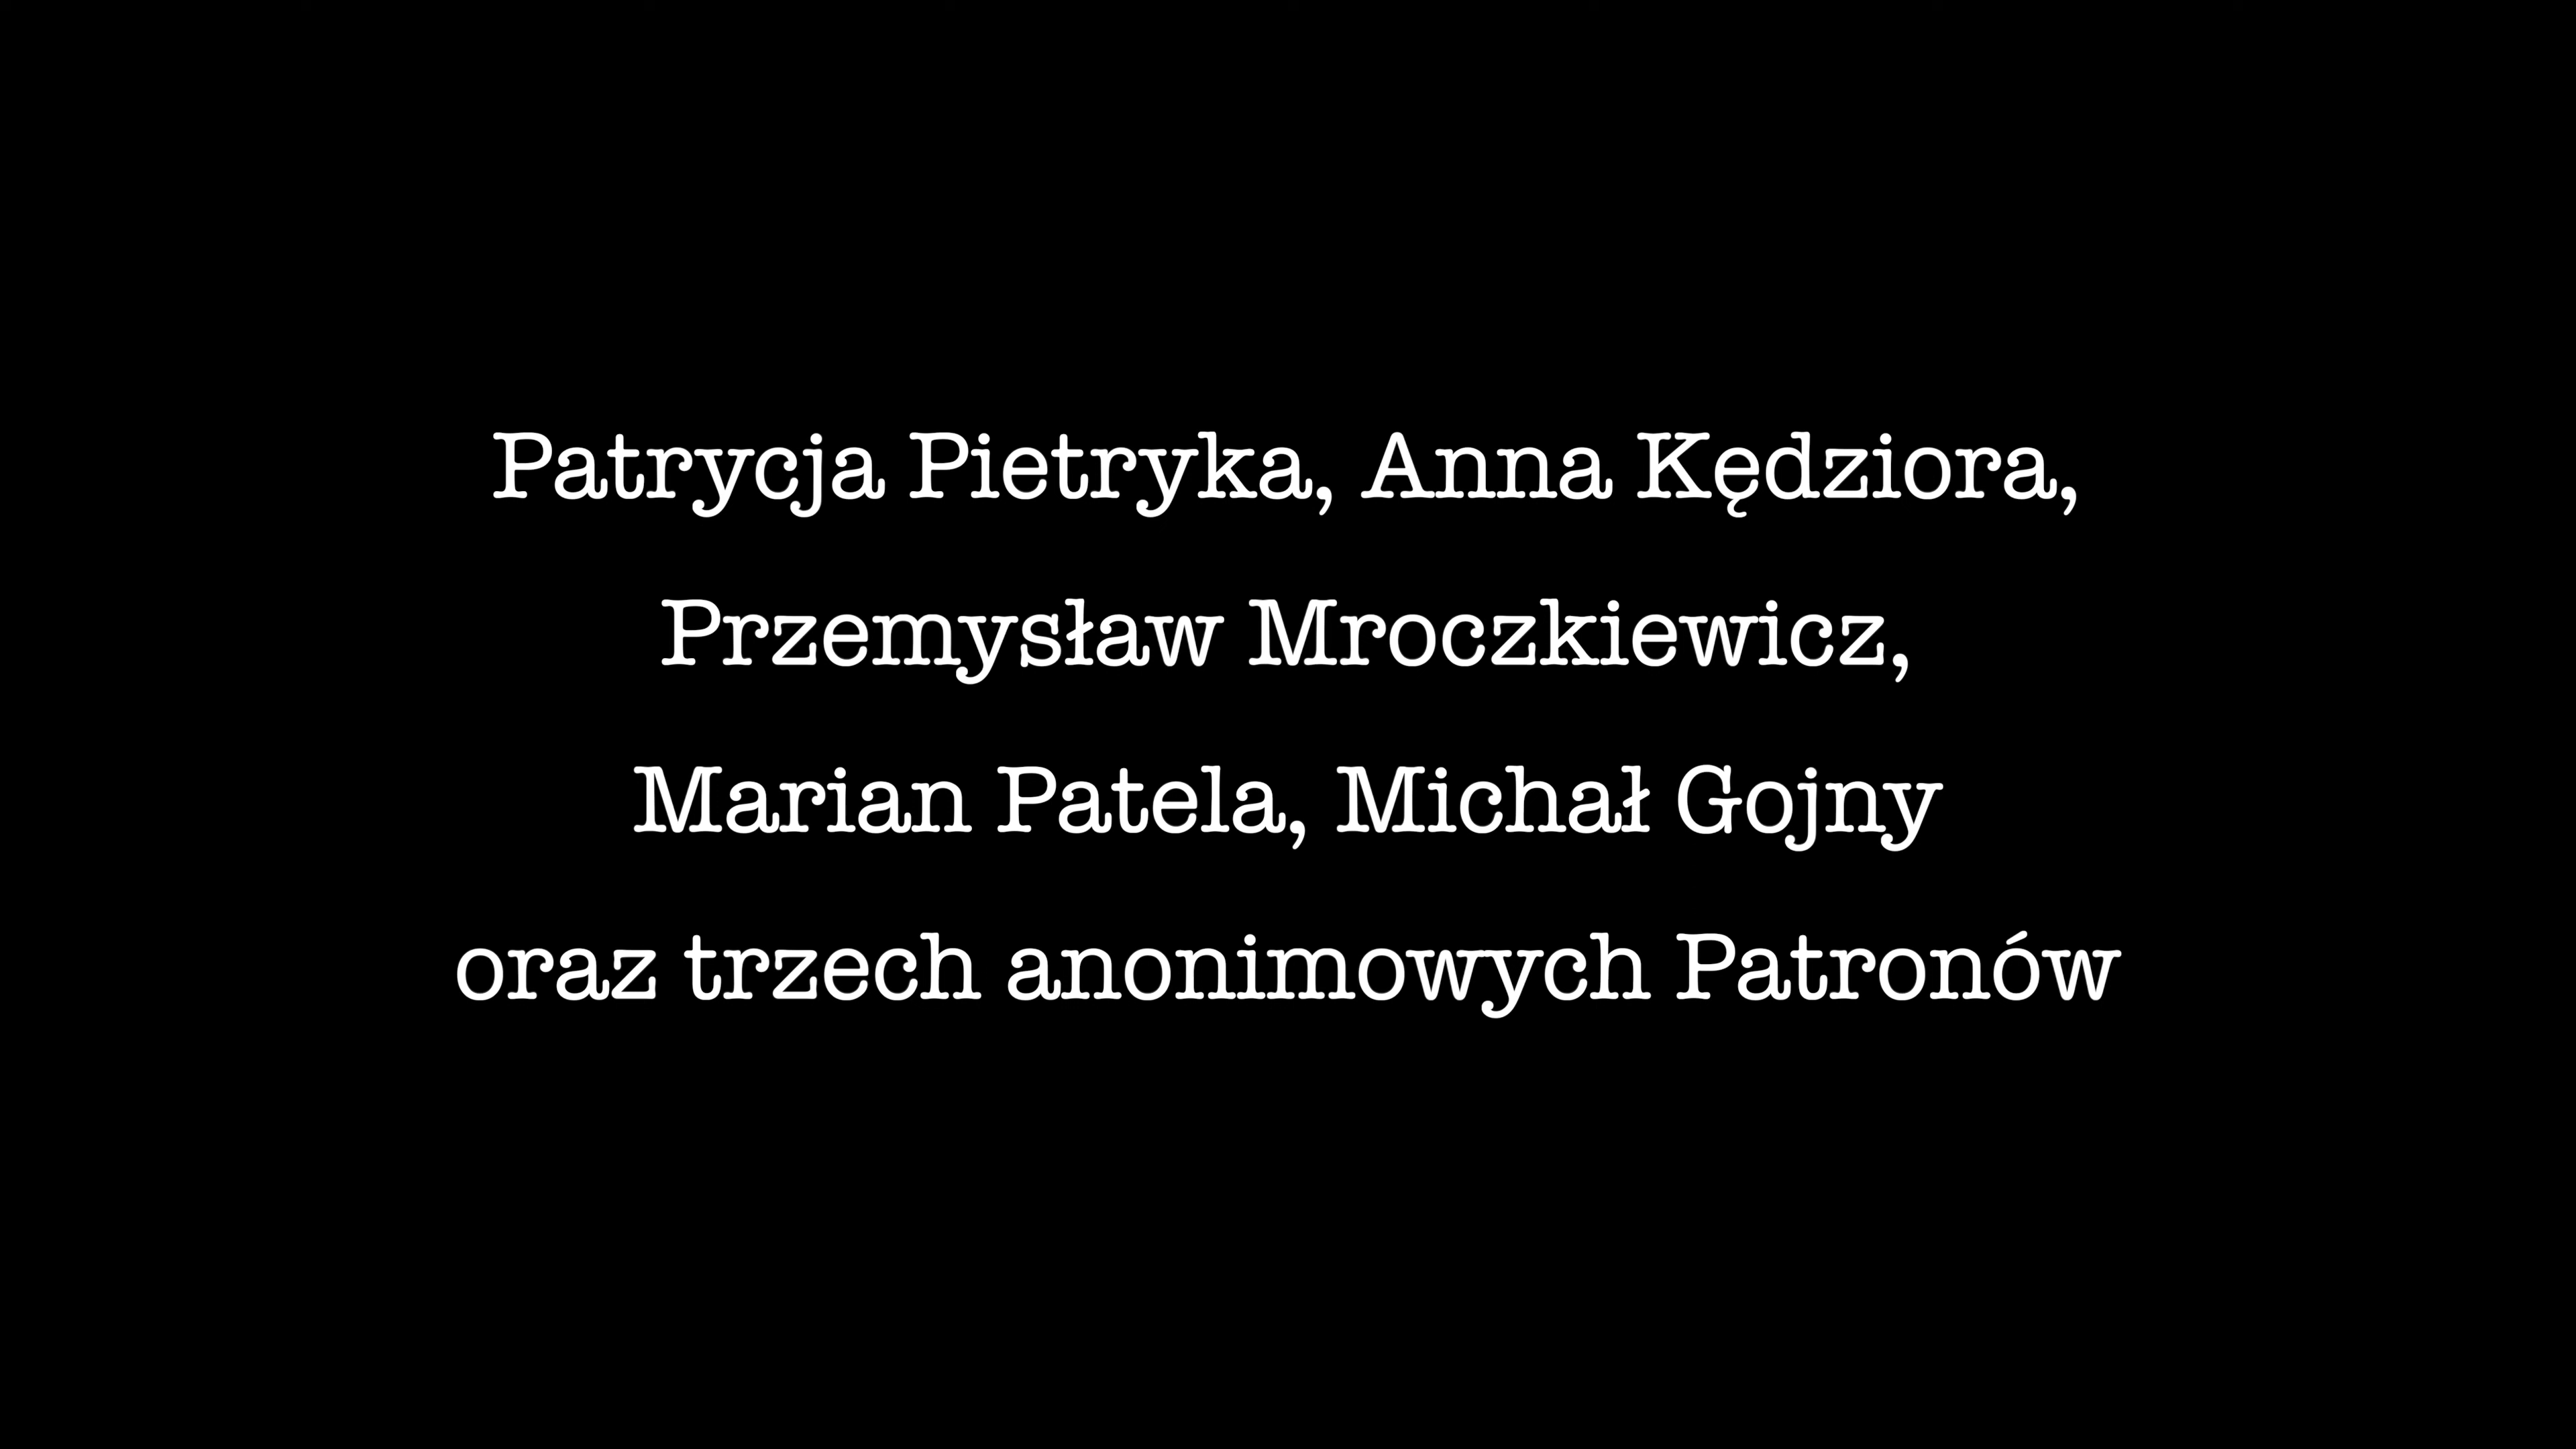 Patrycja Pietryka, Anna Kędziora,
Przemysław Mroczkiewicz,
Marian Patela, Michał Gojny
oraz trzech anonimowych Patronów